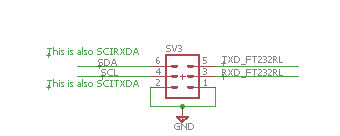 SV3
This is also SCIRXDA
SDA 6 5 TXD_FT232RL
SCL 4 3 RXD_FT232RL
This is also SCITXDA 2 1
GND